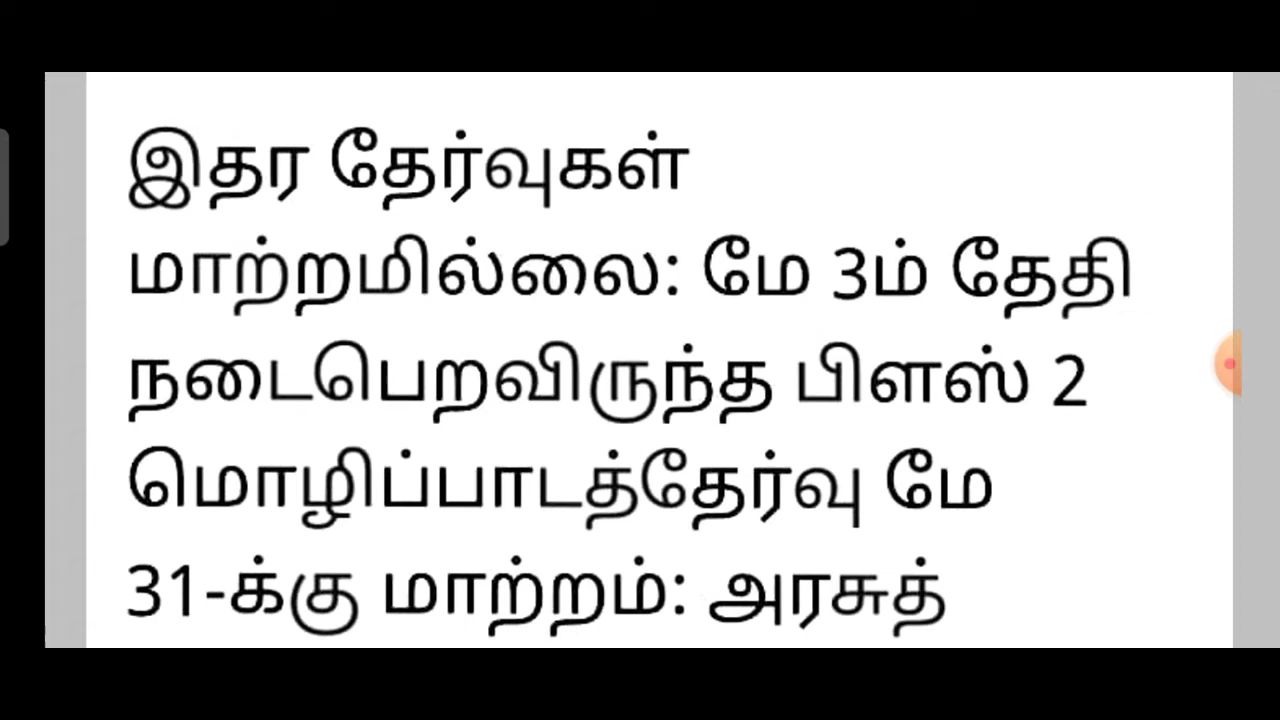 இதர தேர்வுகள்
மாற்றமில்லை: மே 3ம் தேதி
நடைபெறவிருந்த பிளஸ் 2
மொழிப்பாடத்தேர்வு மே
31-க்கு மாற்றம்: அரசுத்